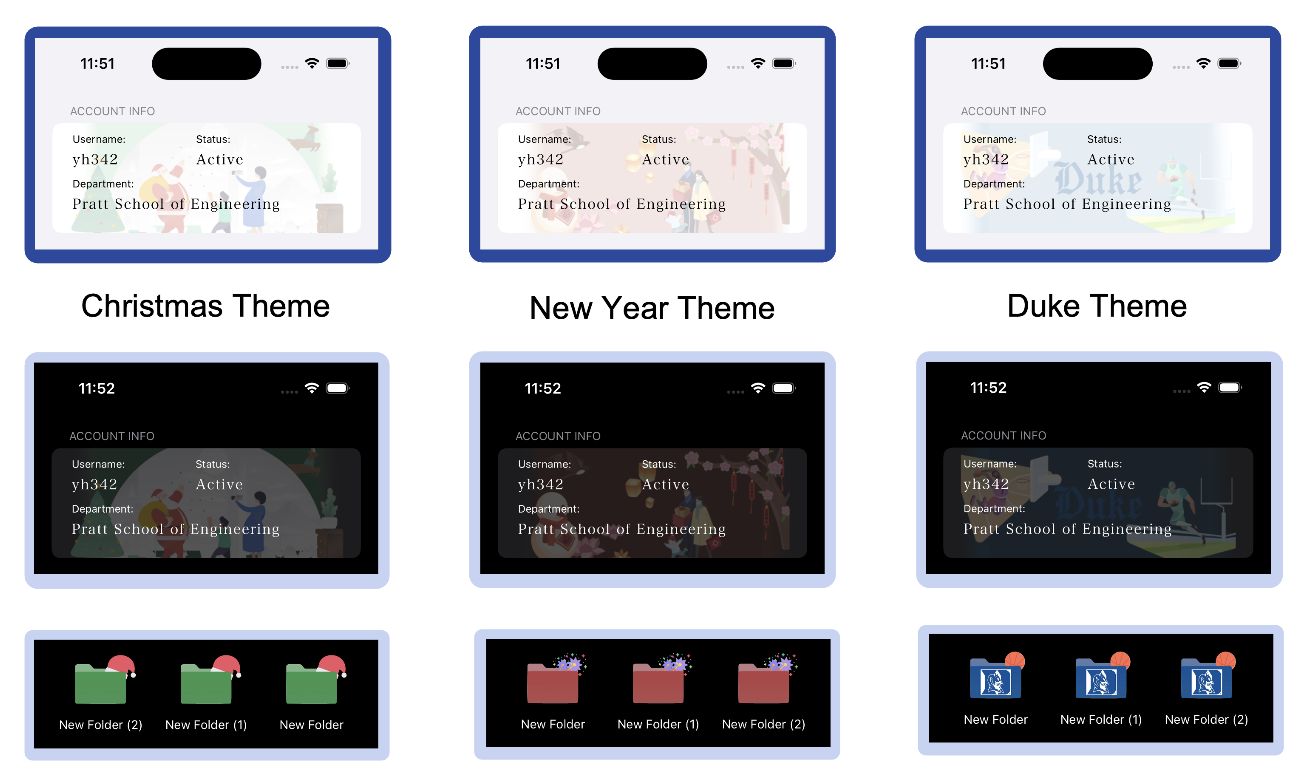 11:51
ACCOUNT INFO
Username: Status:
yh342 Active
Department:
Pratt School of Engineering
11:51
ACCOUNT INFO
Username: Status:
yh342 Active
Department:
Pratt School of Engineering
11:51
ACCOUNT INFO
Username: Status:
yh342 Active
Duke
Department:
Pratt School of Engineering
Christmas Theme
New Year Theme
Duke Theme
11:52
ACCOUNT INFO
Username: Status:
yh342 Active
Department:
Pratt School of Engineering
11:52
ACCOUNT INFO
Username: Status:
yh342 Active
Department:
Pratt School of Engineering
11:52
ACCOUNT INFO
Username: Status:
yh342 Active
Duke
Department:
Pratt School of Engineering
New Folder (2) New Folder (1) New Folder
New Folder New Folder (1) New Folder (2)
New Folder New Folder (1) New Folder (2)